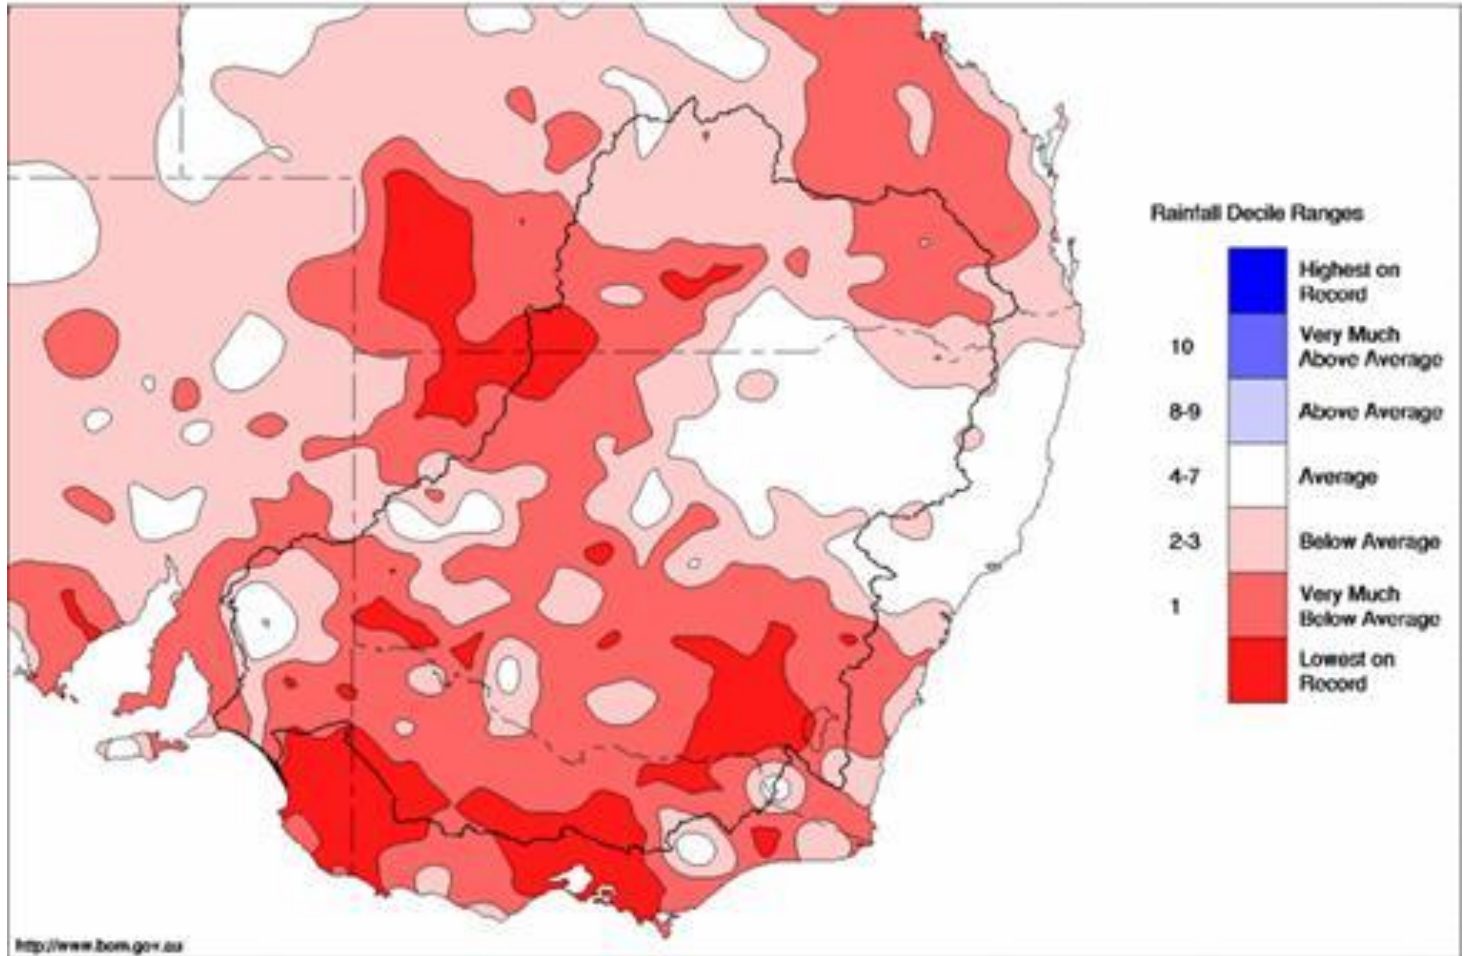 Rainfall Decile Ranges
Highest on
Record
10
Very Much
Above Average
8-9
Above Average
4-7
Average
2-3
Below Average
1
Very Much
Below Average
Lowest on
Record
http://www.bom.gov.au